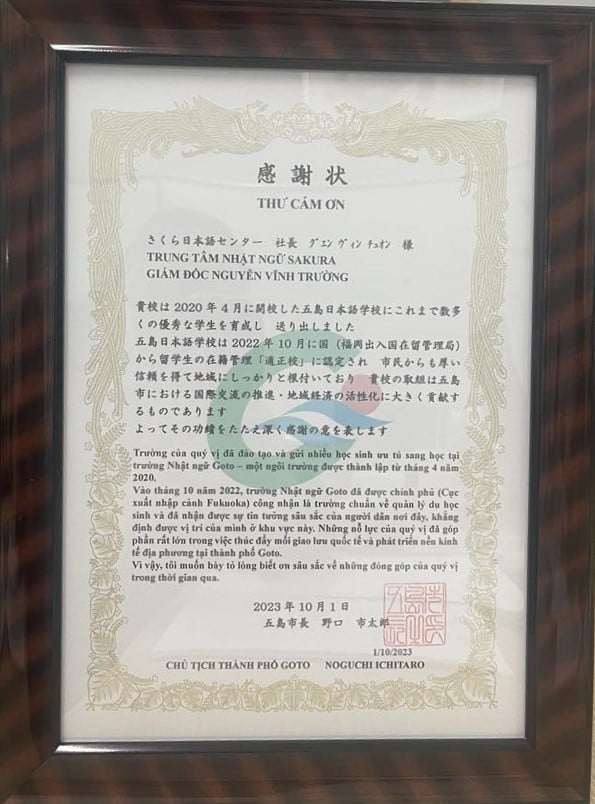 感謝状
THƯ CẢM ƠN
さくら日本語センター 社長 グエン ヴィン チュオン 様
TRUNG TÂM NHẬT NGỮ SAKURA
GIÁM ĐỐC NGUYỄN VĨNH TRƯỜNG
貴校は2020年4月に開校した五島日本語学校にこれまで数多
くの優秀な学生を育成し 送り出しました
五島日本語学校は2022年10月に国（福岡出入国在留管理局）
から留学生の在籍管理「適正校」に認定され 市民からも厚い
信頼を得て地域にしっかりと根付いており 貴校の取組は五島
市における国際交流の推進・地域経済の活性化に大きく貢献す
るものであります
よってその功績をたたえ深く感謝の意を表します
Trường của quý vị đã đào tạo và gửi nhiều học sinh ưu tú sang học tại
trường Nhật ngữ Goto – một ngôi trường được thành lập từ tháng 4 năm
2020.
Vào tháng 10 năm 2022, trường Nhật ngữ Goto đã được chính phủ (Cục
xuất nhập cảnh Fukuoka) công nhận là trường chuẩn về quản lý du học
sinh và đã nhận được sự tin tưởng sâu sắc của người dân nơi đây, khẳng
định được vị trí của mình ở khu vực này. Những nỗ lực của quý vị đã góp
phần rất lớn trong việc thúc đẩy mối giao lưu quốc tế và phát triển nền kinh
tế địa phương tại thành phố Goto.
Vì vậy, tôi muốn bày tỏ lòng biết ơn sâu sắc về những đóng góp của quý vị
trong thời gian qua.
2023年10月1日
五島市長 野口 市太郎
1/10/2023
CHỦ TỊCH THÀNH PHỐ GOTO NOGUCHI ICHITARO